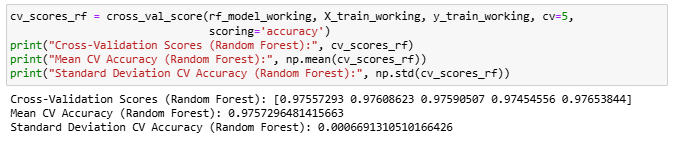 cv_scores_rf = cross_val_score(rf_model_working, X_train_working, y_train_working, cv=5,
scoring='accuracy')
print("Cross-Validation Scores (Random Forest):", cv_scores_rf)
print("Mean CV Accuracy (Random Forest):", np.mean(cv_scores_rf))
print("Standard Deviation CV Accuracy (Random Forest):", np.std(cv_scores_rf))
Cross-Validation Scores (Random Forest): [0.97557293 0.97608623 0.97590507 0.97454556 0.97653844]
Mean CV Accuracy (Random Forest): 0.9757296481415663
Standard Deviation CV Accuracy (Random Forest): 0.0006691310510166426